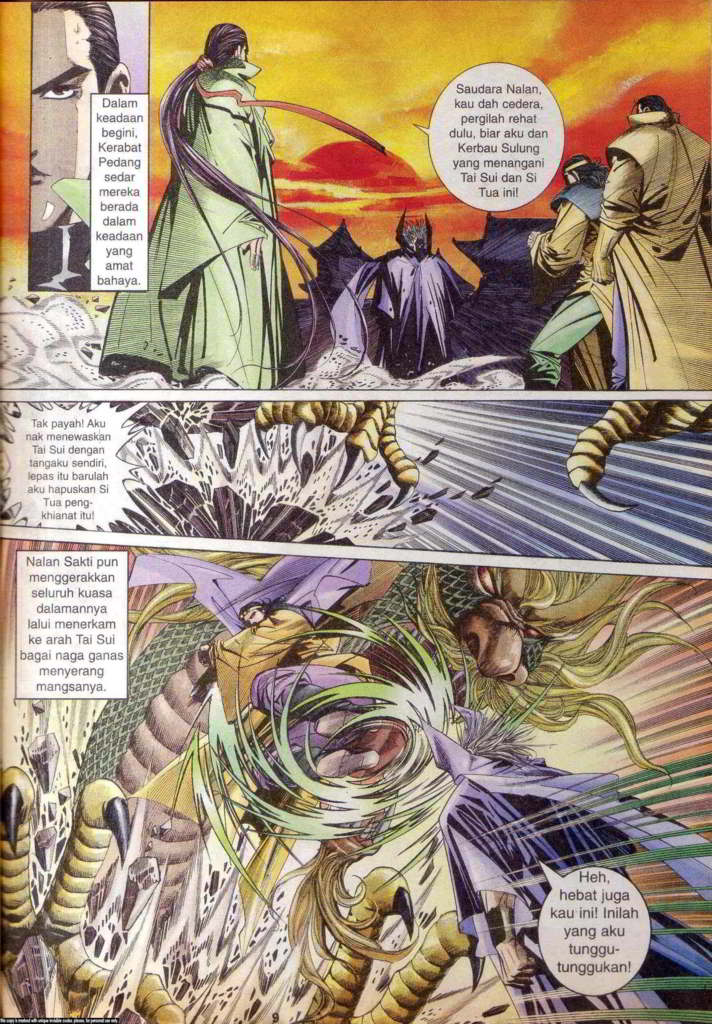 Dalam
keadaan
begini,
Kerabat
Pedang
sedar
mereka
berada
dalam
keadaan
yang
amat
bahaya.
Saudara Nalan,
kau dah cedera,
pergilah rehat
dulu, biar aku dan
Kerbau Sulung
yang menangani
Tai Sui dan Si
Tua ini!
Tak payah! Aku
nak menewaskan
Tai Sui dengan
tangaku sendiri,
lepas itu barulah
aku hapuskan Si
Tua peng-
khianat itu!
Nalan Sakti pun
menggerakkan
seluruh kuasa
dalamannya
lalui menerkam
ke arah Tai Sui
bagai naga ganas
menyerang
mangsanya.
Heh,
hebat juga
kau ini! Inilah
yang aku
tunggu-
tunggukan!
9